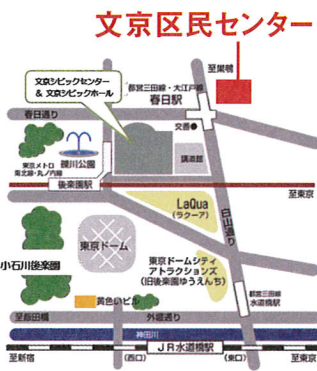 文京区民センター
至巣鴨
文京シビックセンター
& 文京シビックホール
都営三田線・大江戸線
春日駅
春日通り
交番
礫川公園
講道館
東京メトロ
南北線・丸ノ内線
後楽園駅
至東京
LaQua
(ラクーア)
白山通り
東京ドーム
小石川後楽園
東京ドームシティ
アトラクションズ
(旧後楽園ゆうえんち)
都営三田線
水道橋駅
黄色いビル
至飯田橋
外堀通り
神田川
至新宿
(西口)
JR水道橋駅
(東口)
至東京